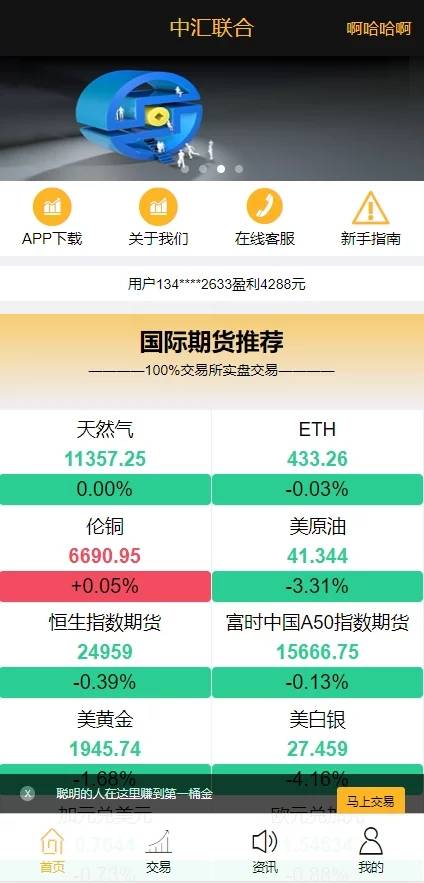 中汇联合
啊哈哈啊
APP下载 关于我们 在线客服 新手指南
用户134****2633盈利4288元
国际期货推荐
————100%交易所实盘交易————
天然气 ETH
11357.25 433.26
0.00% -0.03%
伦铜 美原油
6690.95 41.344
+0.05% -3.31%
恒生指数期货 富时中国A50指数期货
24959 15666.75
-0.39% -0.13%
美黄金 美白银
1945.74 27.459
-1.68% -4.16%
X 聪明的人在这里赚到第一桶金 马上交易
加元兑美元
0.7644
-0.73% -0.88%
首页 交易 资讯 我的